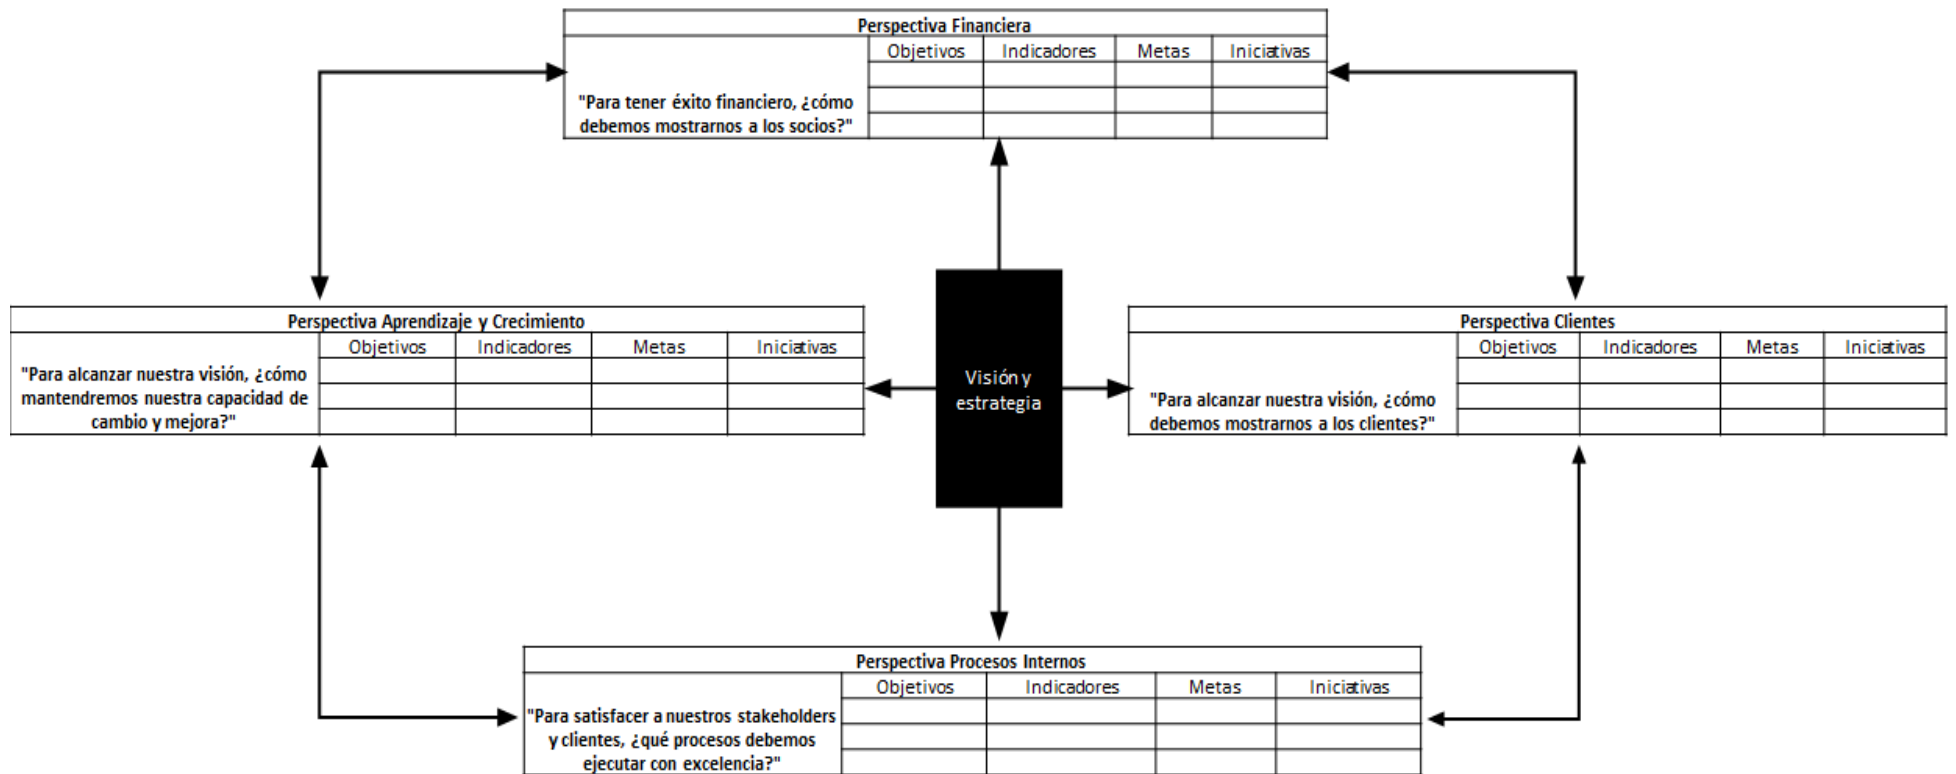 Perspectiva Financiera
Objetivos Indicadores Metas Iniciativas
"Para tener éxito financiero, ¿cómo
debemos mostrarnos a los socios?"
Perspectiva Aprendizaje y Crecimiento
Objetivos Indicadores Metas Iniciativas
"Para alcanzar nuestra visión, ¿cómo
mantendremos nuestra capacidad de
cambio y mejora?"
Visión y
estrategia
Perspectiva Clientes
Objetivos Indicadores Metas Iniciativas
"Para alcanzar nuestra visión, ¿cómo
debemos mostrarnos a los clientes?"
Perspectiva Procesos Internos
Objetivos Indicadores Metas Iniciativas
"Para satisfacer a nuestros stakeholders
y clientes, ¿qué procesos debemos
ejecutar con excelencia?"